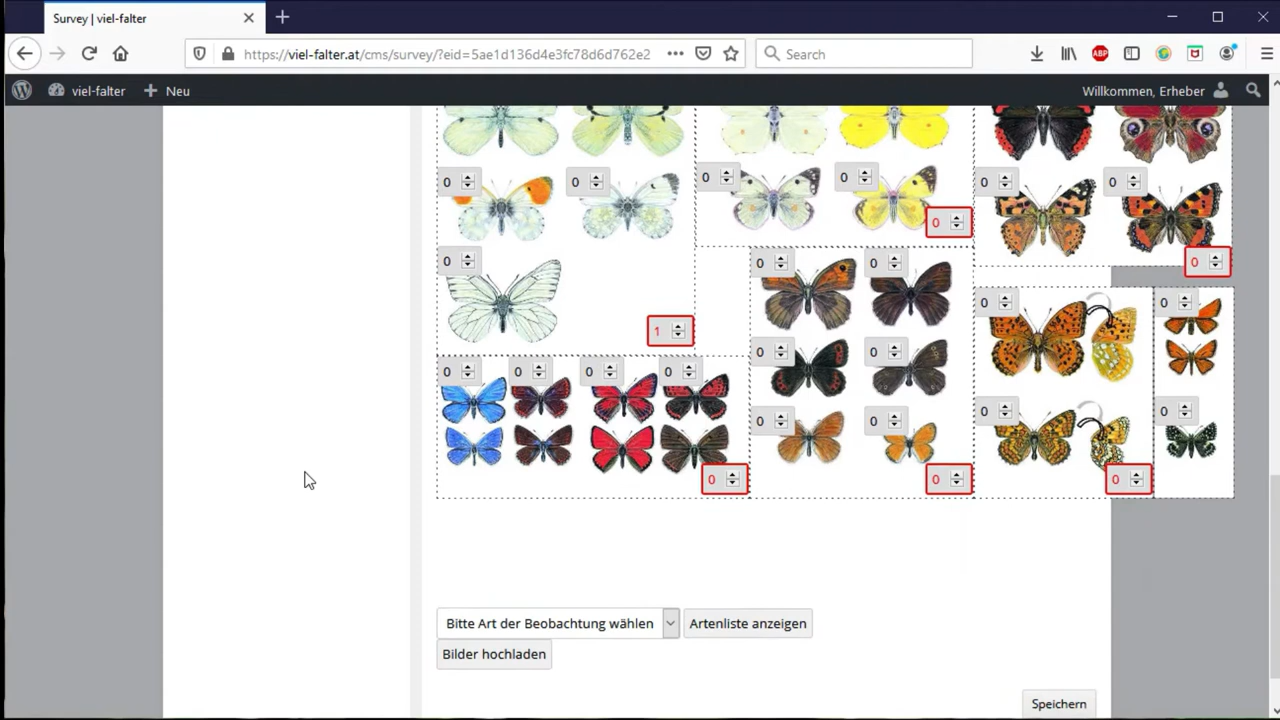 Survey | viel-falter
https://viel-falter.at/cms/survey/?eid=5ae1d136d4e3fc78d6d762e2
Search
ABP
viel-falter
Neu
Willkommen, Erheber
0 0 0 0 0 0
0
0 0 0 0
0
0 0 0
1
0 0 0 0 0 0 0 0
0 0
0 0 0 0
Bitte Art der Beobachtung wählen
Artenliste anzeigen
Bilder hochladen
Speichern